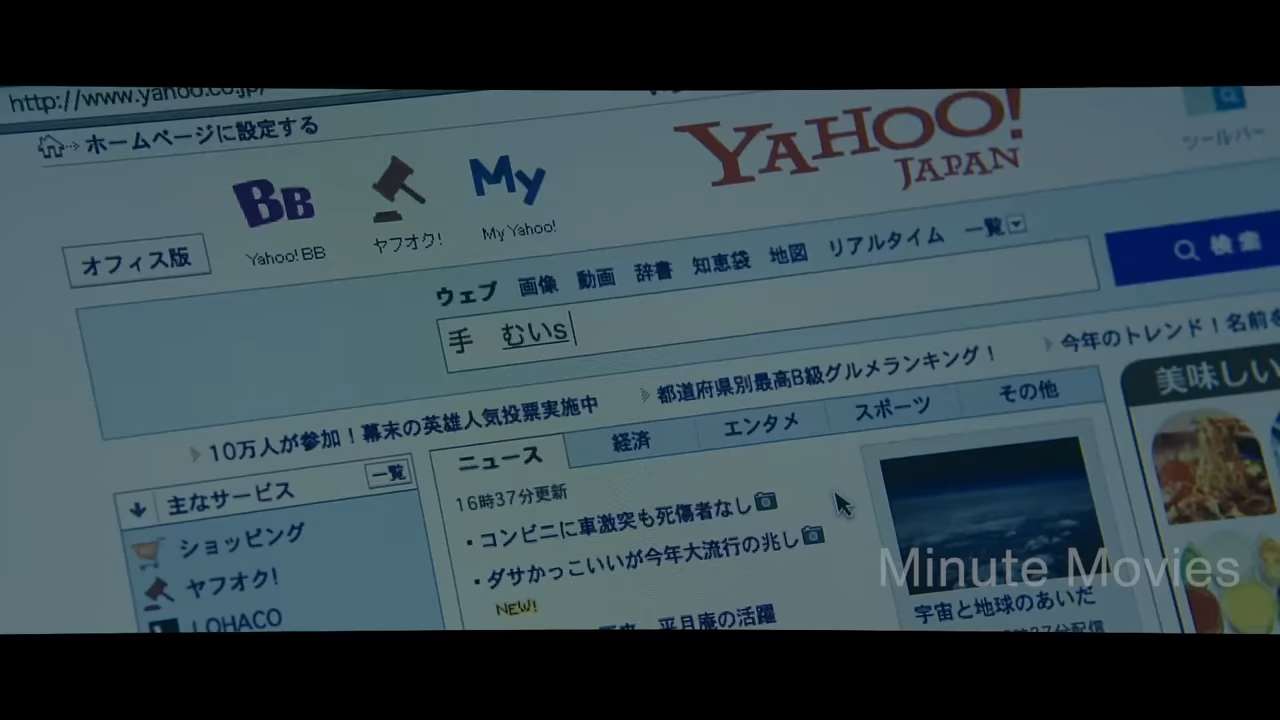 http://www.yahoo.co.jp/
ホームページに設定する
YAHOO!
JAPAN
ツールバー
BB
My
オフィス版
Yahoo! BB
ヤフオク!
My Yahoo!
ウェブ 画像 動画 辞書 知恵袋 地図 リアルタイム 一覧
手 むいs
検索
10万人が参加！幕末の英雄人気投票実施中
都道府県別最高B級グルメランキング！
今年のトレンド！名前を
主なサービス
一覧
ショッピング
ヤフオク!
LOHACO
ニュース
経済
エンタメ
スポーツ
その他
16時37分更新
コンビニに車激突も死傷者なし
ダサかっこいいが今年大流行の兆し
NEW!
平月庵の活躍
宇宙と地球のあいだ
美味しい
Minute Movies